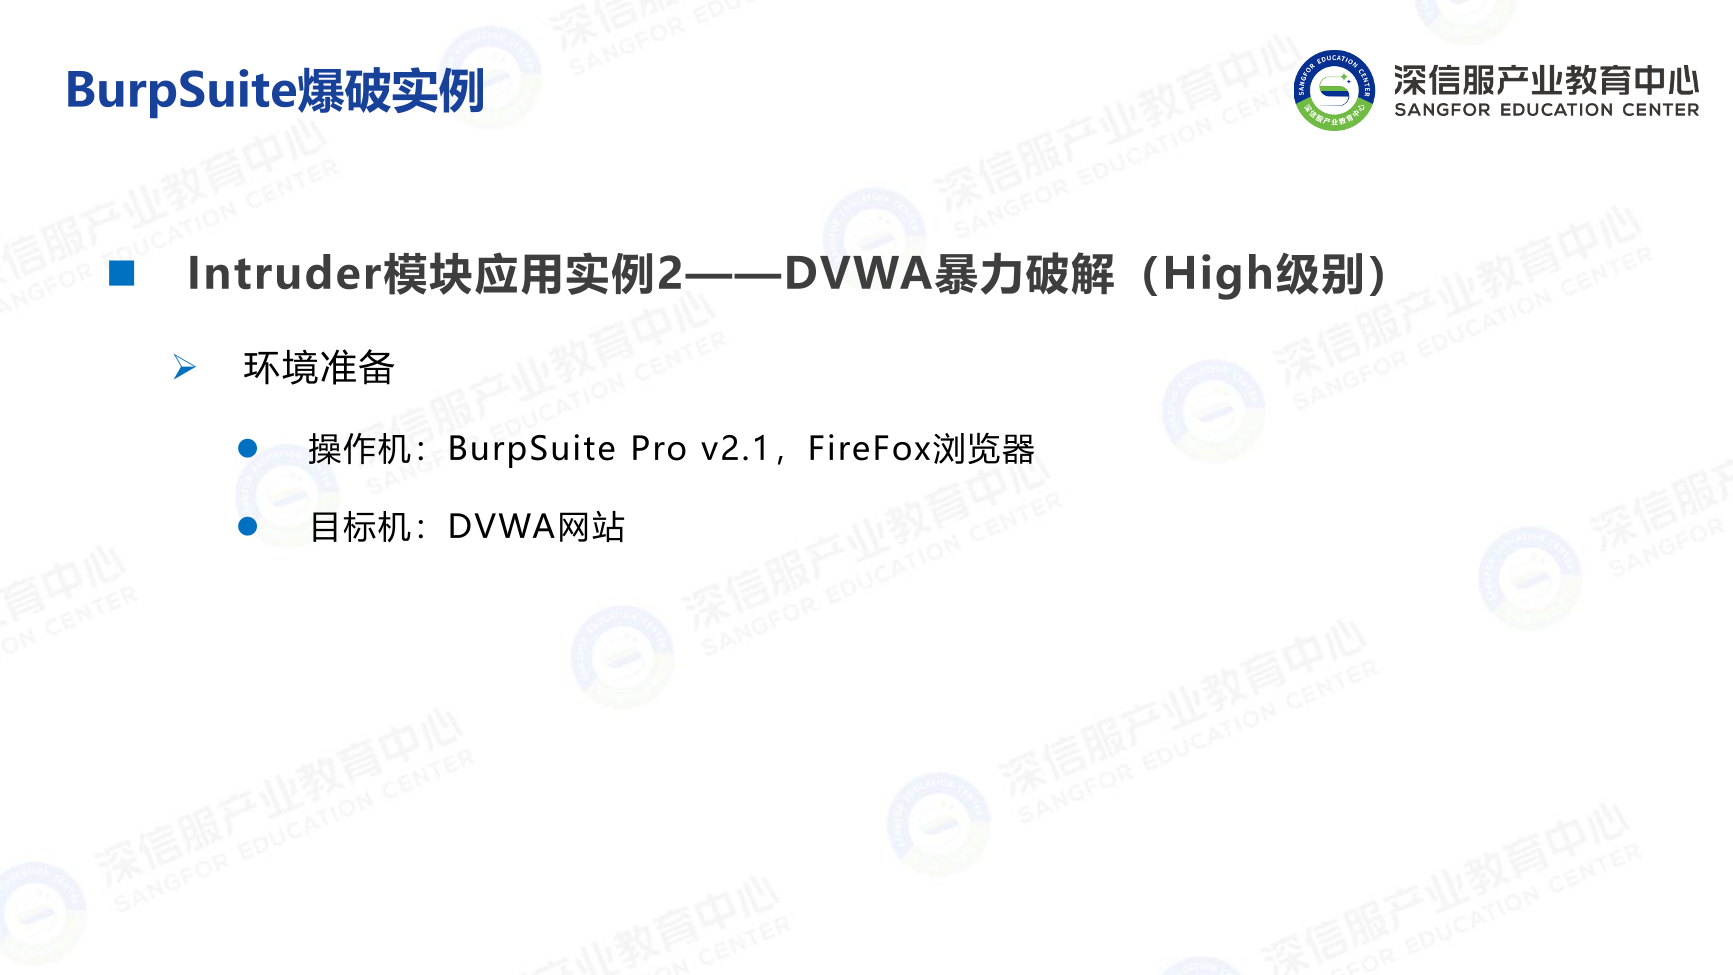 BurpSuite爆破实例
深信服产业教育中心
SANGFOR EDUCATION CENTER
Intruder模块应用实例2——DVWA暴力破解（High级别）
环境准备
操作机：BurpSuite Pro v2.1，FireFox浏览器
目标机：DVWA网站